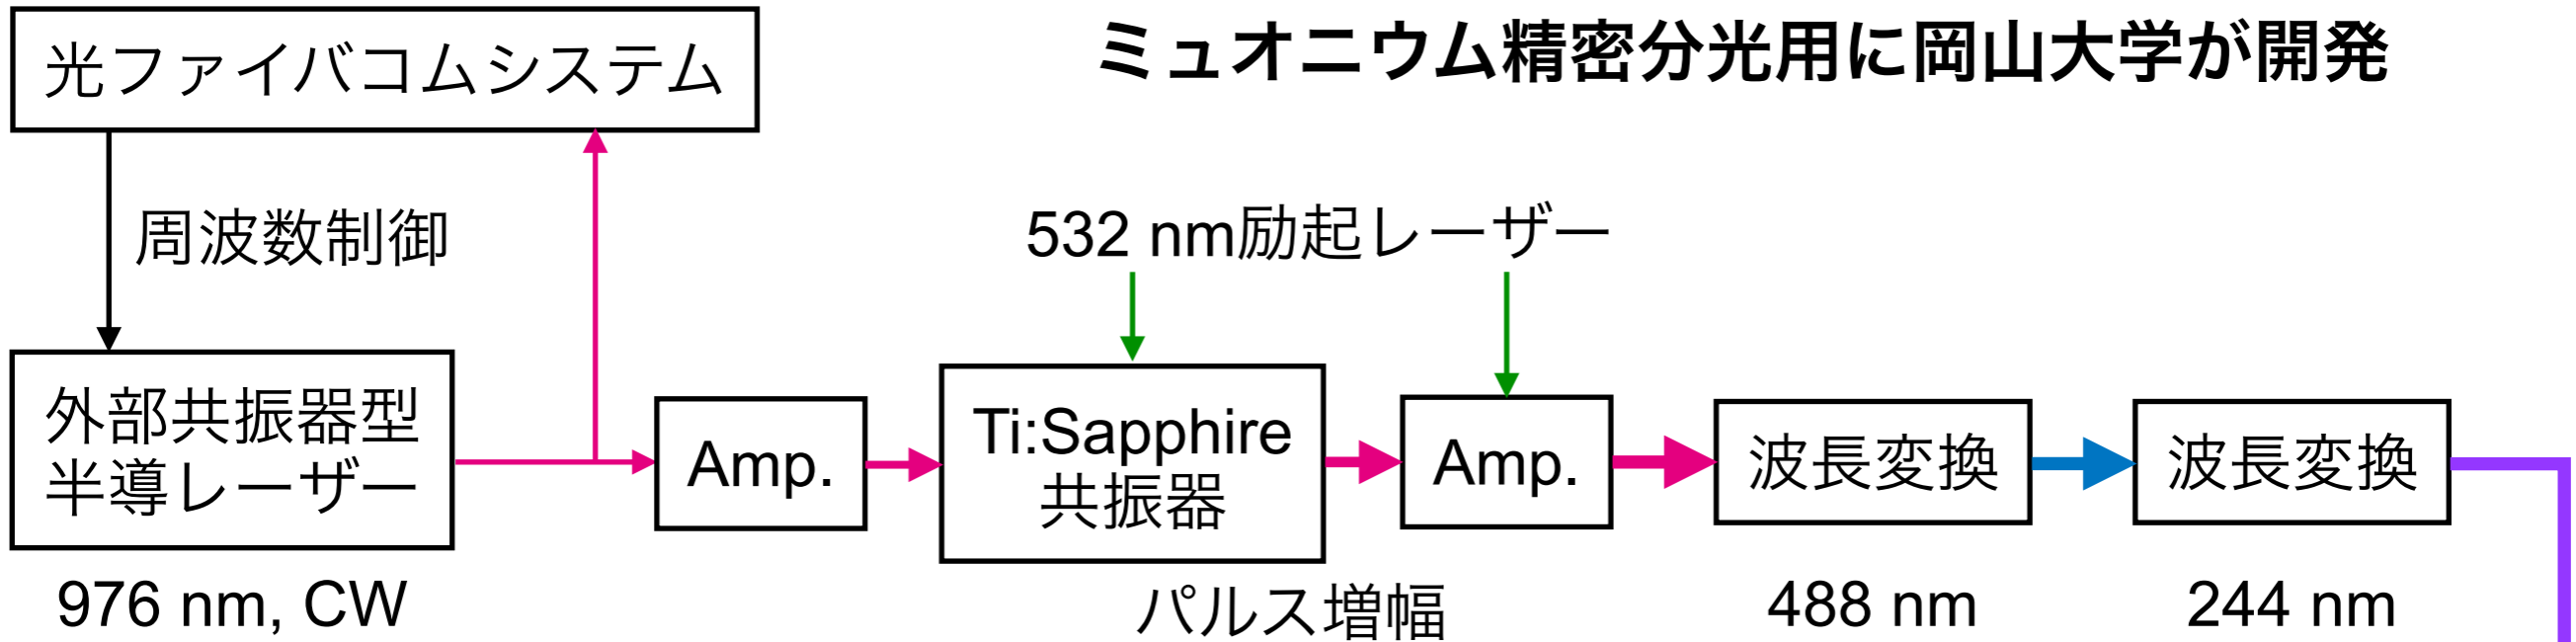 光ファイバコムシステム
ミュオニウム精密分光用に岡山大学が開発
周波数制御
532 nm励起レーザー
外部共振器型
半導レーザー
Amp.
Ti:Sapphire
共振器
Amp.
波長変換
波長変換
976 nm, CW
パルス増幅
488 nm
244 nm